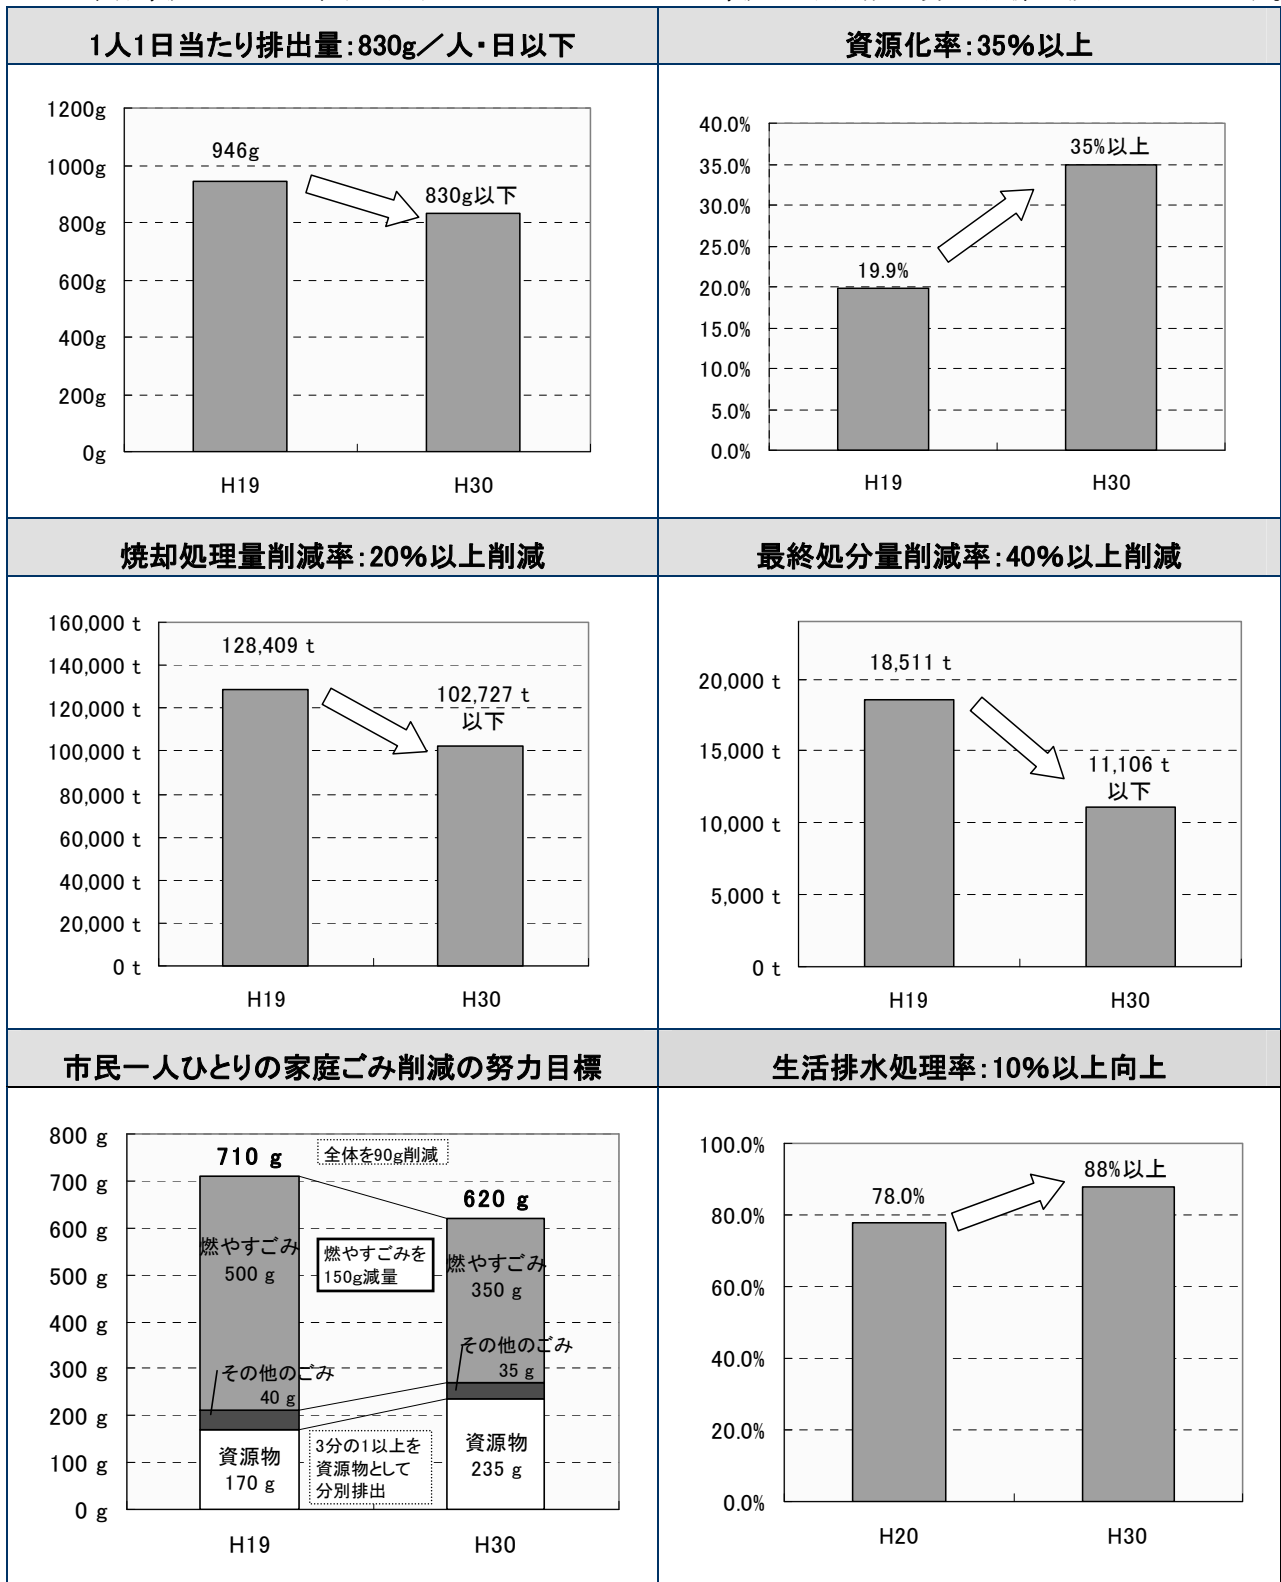 1人1日当たり排出量：830g／人・日以下
1200g
1000g
800g
600g
400g
200g
0g
946g
830g以下
H19
H30
資源化率：35％以上
40.0%
35.0%
30.0%
25.0%
20.0%
15.0%
10.0%
5.0%
0.0%
19.9%
35%以上
H19
H30
焼却処理量削減率：20％以上削減
160,000 t
140,000 t
120,000 t
100,000 t
80,000 t
60,000 t
40,000 t
20,000 t
0 t
128,409 t
102,727 t
以下
H19
H30
最終処分量削減率：40％以上削減
20,000 t
15,000 t
10,000 t
5,000 t
0 t
18,511 t
11,106 t
以下
H19
H30
市民一人ひとりの家庭ごみ削減の努力目標
800 g
700 g
600 g
500 g
400 g
300 g
200 g
100 g
0 g
710 g
全体を90g削減
620 g
燃やすごみ
500 g
燃やすごみを
150g減量
燃やすごみ
350 g
その他のごみ
40 g
その他のごみ
35 g
資源物
170 g
3分の1以上を
資源物として
分別排出
資源物
235 g
H19
H30
生活排水処理率：10％以上向上
100.0%
80.0%
60.0%
40.0%
20.0%
0.0%
78.0%
88%以上
H20
H30